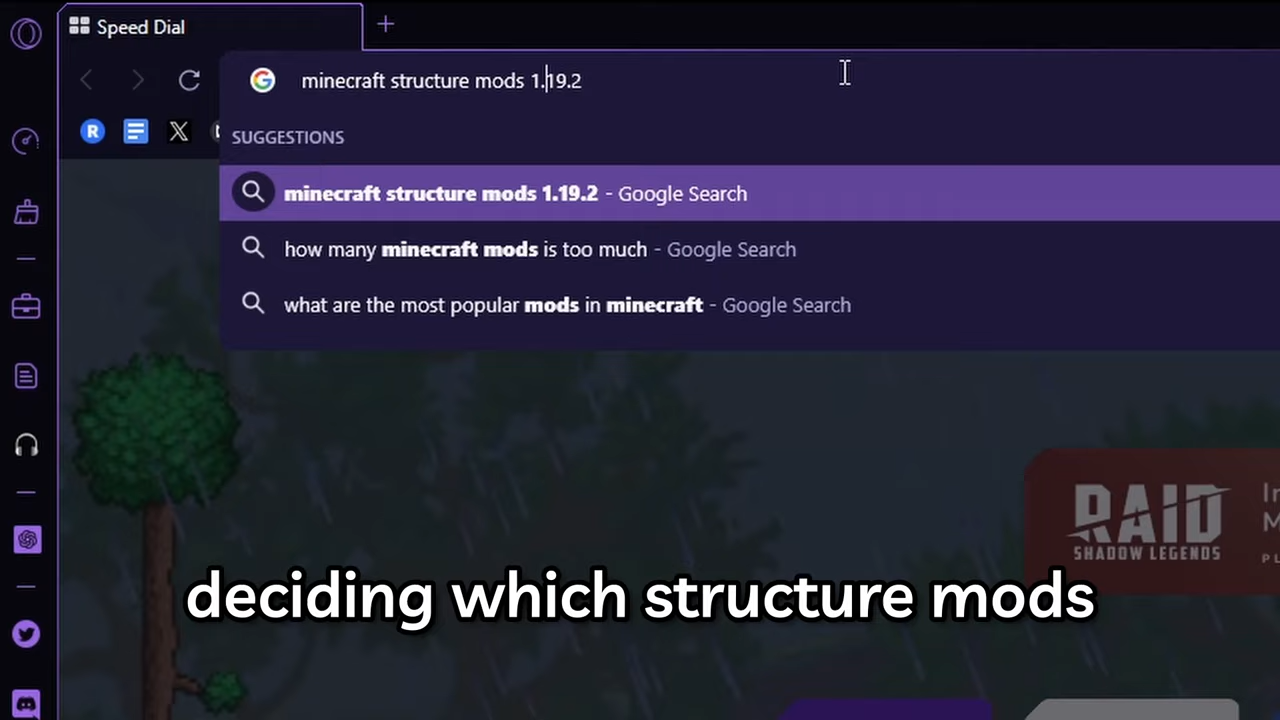 Speed Dial
minecraft structure mods 1.19.2
SUGGESTIONS
minecraft structure mods 1.19.2 - Google Search
how many minecraft mods is too much - Google Search
what are the most popular mods in minecraft - Google Search
RAID
SHADOW LEGENDS
deciding which structure mods